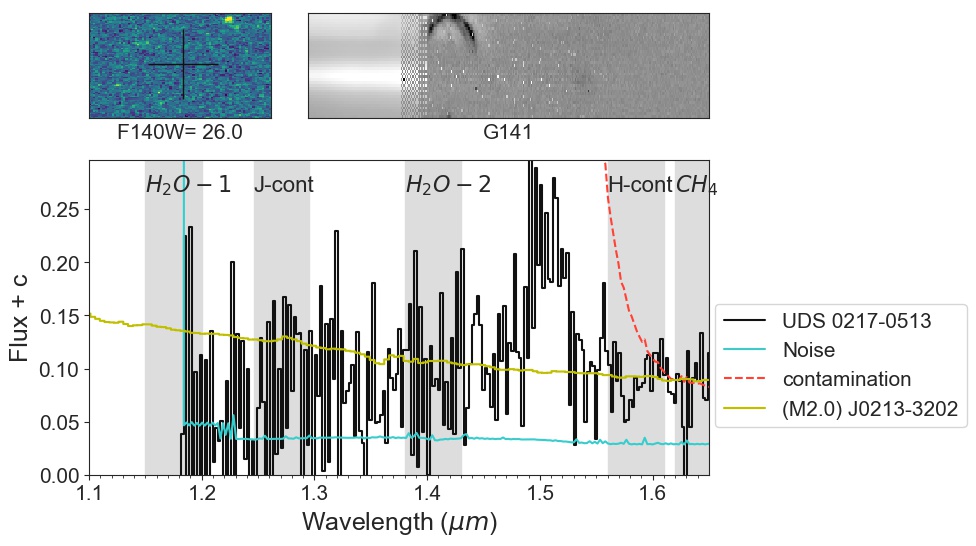 F140W= 26.0
G141
H₂O − 1
J-cont
H₂O − 2
H-cont
CH₄
Flux + c
0.25
0.20
0.15
0.10
0.05
0.00
1.1
1.2
1.3
1.4
1.5
1.6
Wavelength (μm)
UDS 0217-0513
Noise
contamination
(M2.0) J0213-3202